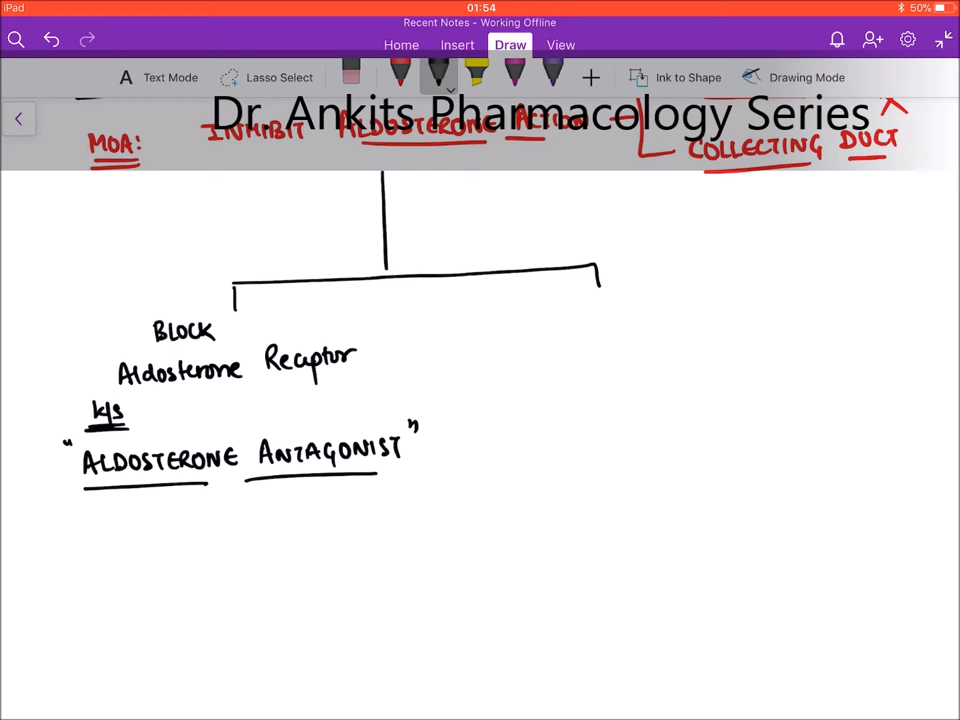 iPad 01:54 50%
Recent Notes - Working Offline
Home Insert Draw View
A Text Mode Lasso Select Ink to Shape Drawing Mode
Dr. Ankits Pharmacology Series
MOA: INHIBIT ALDOSTERONE ACTION
COLLECTING DUCT
BLOCK
Aldosterone Receptor
k/s
"ALDOSTERONE ANTAGONIST"